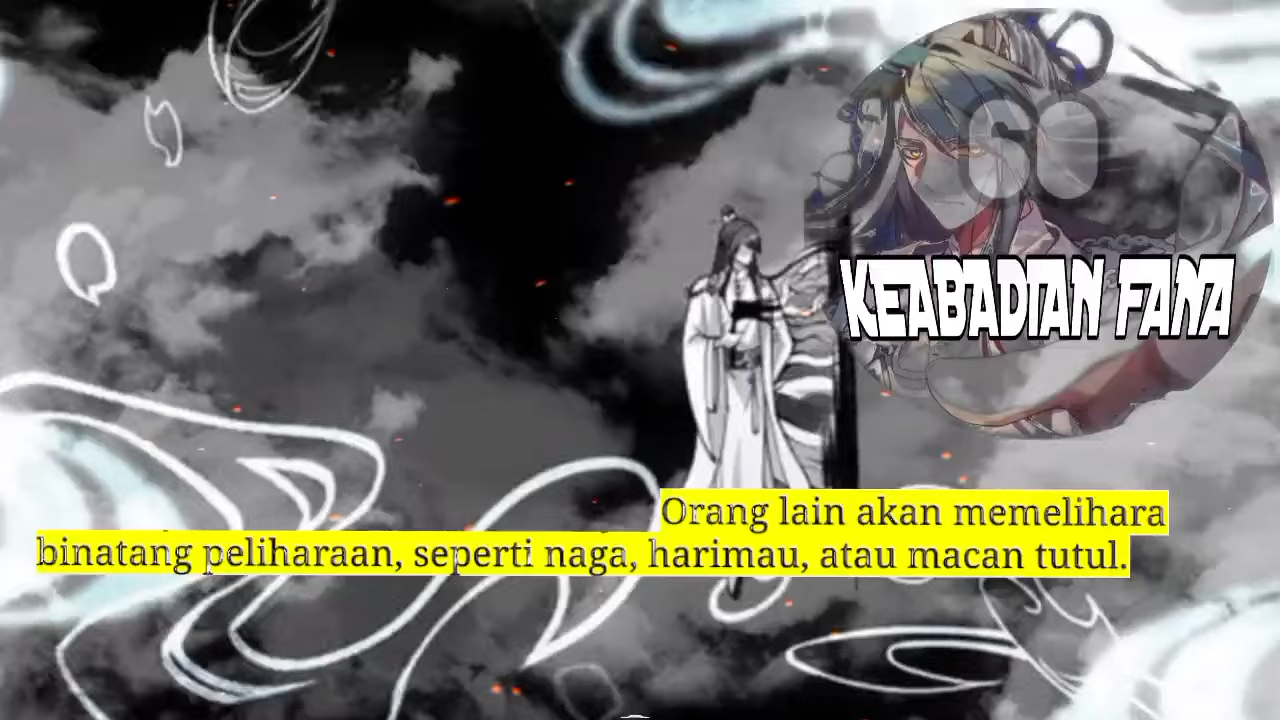 KEABADIAN FANA
Orang lain akan memelihara
binatang peliharaan, seperti naga, harimau, atau macan tutul.